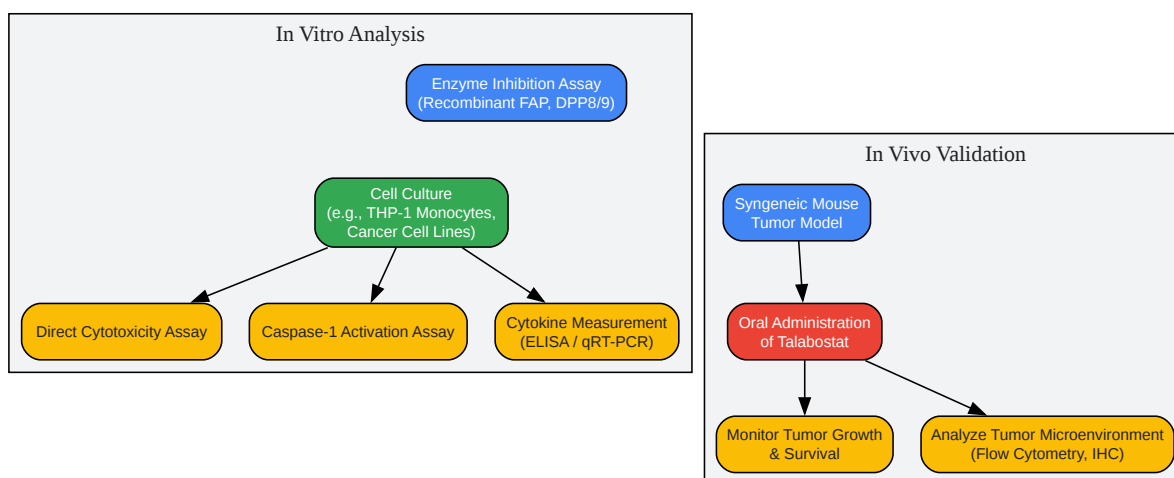 In Vitro Analysis
Enzyme Inhibition Assay
(Recombinant FAP, DPP8/9)
Cell Culture
(e.g., THP-1 Monocytes,
Cancer Cell Lines)
Direct Cytotoxicity Assay
Caspase-1 Activation Assay
Cytokine Measurement
(ELISA / qRT-PCR)
In Vivo Validation
Syngeneic Mouse
Tumor Model
Oral Administration
of Talabostat
Monitor Tumor Growth
& Survival
Analyze Tumor Microenvironment
(Flow Cytometry, IHC)